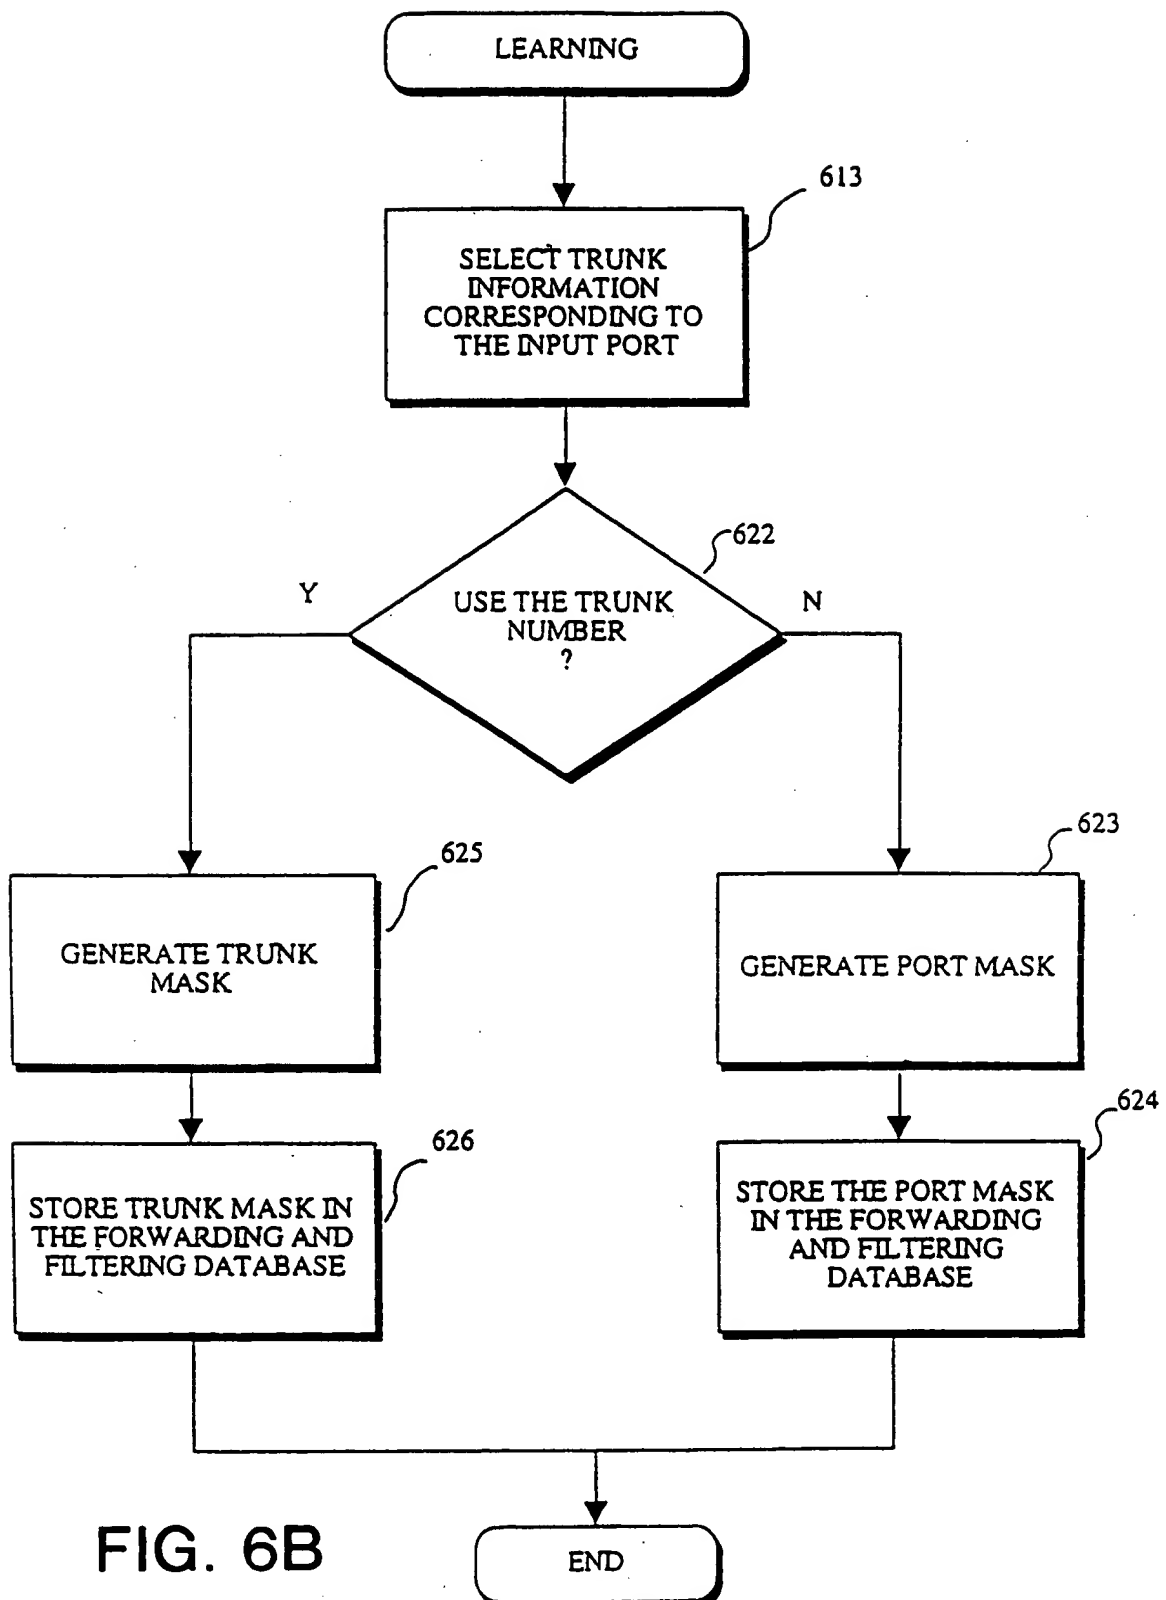 LEARNING
613
SELECT TRUNK
INFORMATION
CORRESPONDING TO
THE INPUT PORT
622
Y
N
USE THE TRUNK
NUMBER
?
625
623
GENERATE TRUNK
MASK
GENERATE PORT MASK
626
624
STORE TRUNK MASK IN
THE FORWARDING AND
FILTERING DATABASE
STORE THE PORT MASK
IN THE FORWARDING
AND FILTERING
DATABASE
FIG. 6B
END